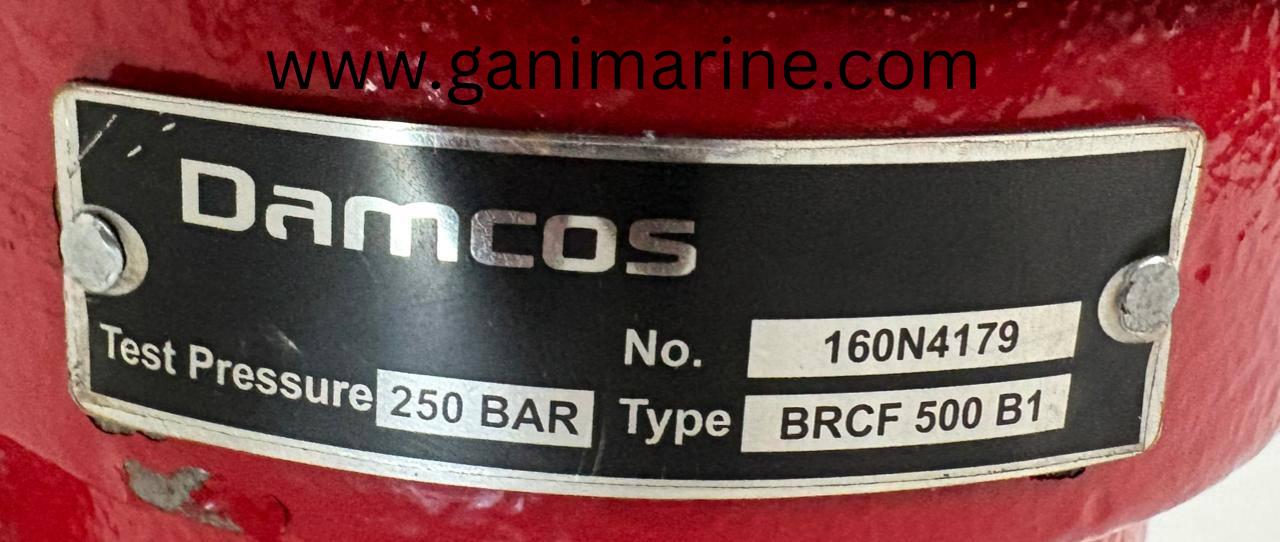 www.ganimarine.com
Damcos
No. 160N4179
Test Pressure 250 BAR Type BRCF 500 B1